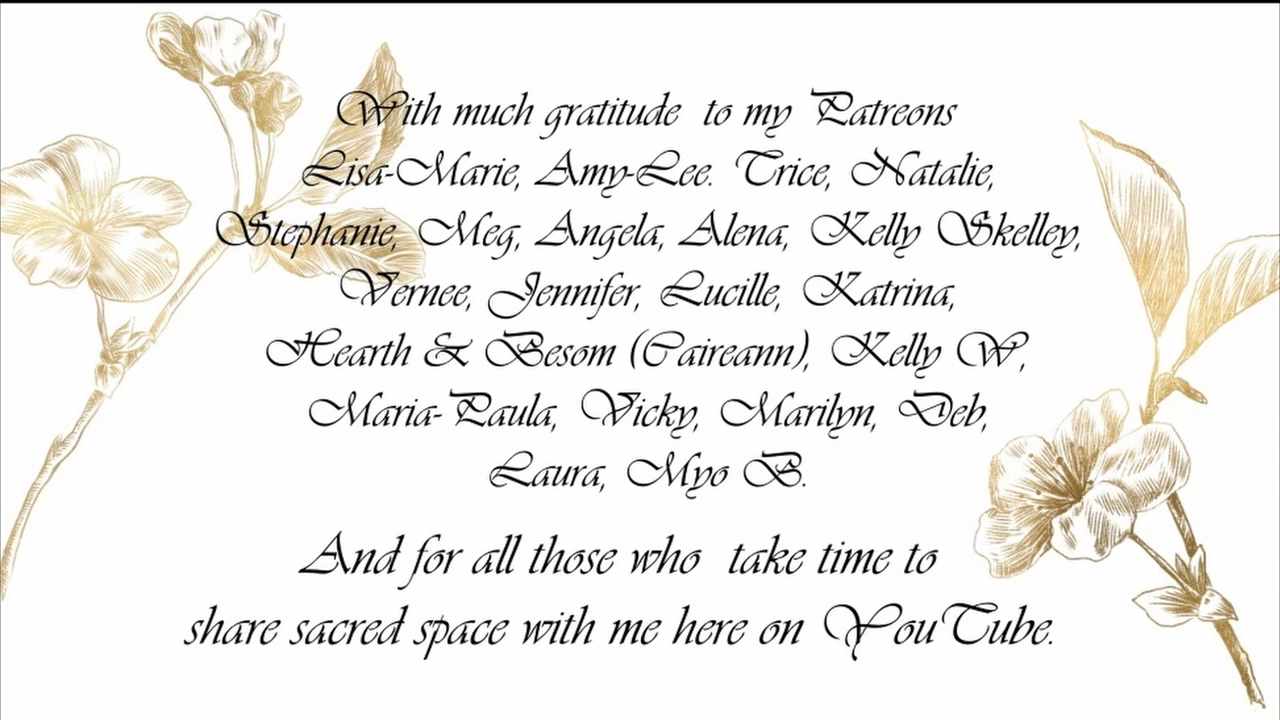 With much gratitude to my Patreons
Lisa-Marie, Amy-Lee. Trice, Natalie,
Stephanie, Meg, Angela, Alena, Kelly Skelley,
Vernee, Jennifer, Lucille, Katrina,
Hearth & Besom (Caireann), Kelly W,
Maria-Paula, Vicky, Marilyn, Deb,
Laura, Myo B.
And for all those who take time to
share sacred space with me here on YouTube.